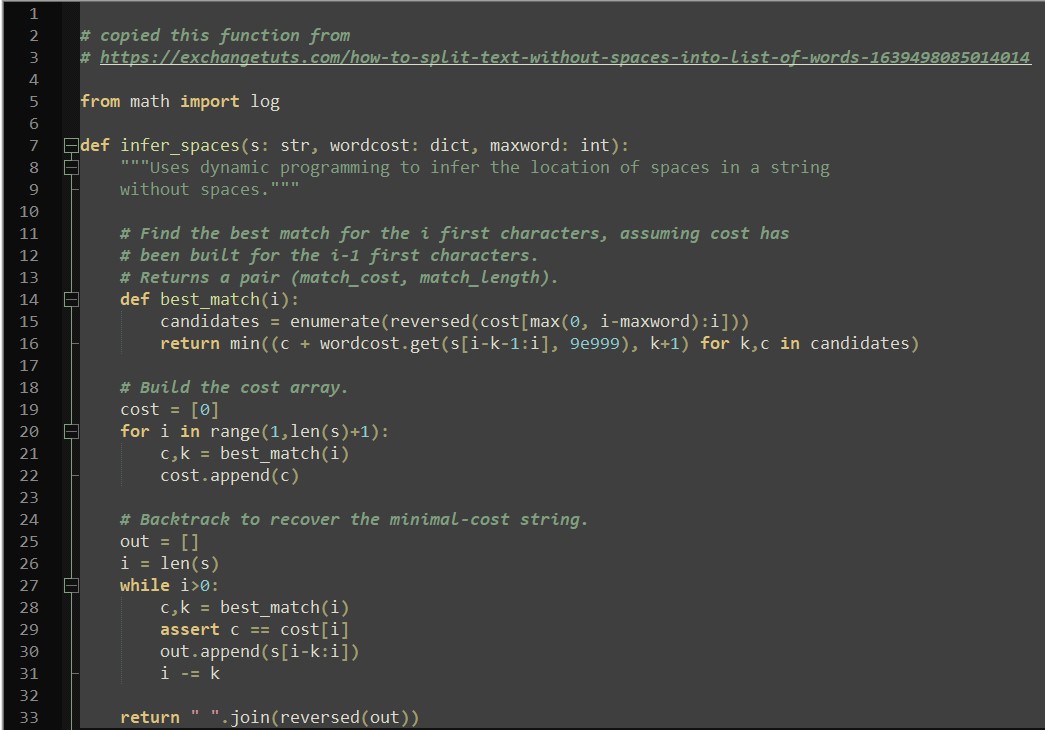 1
2 # copied this function from
3 # https://exchangetuts.com/how-to-split-text-without-spaces-into-list-of-words-1639498085014014
4
5 from math import log
6
7 def infer_spaces(s: str, wordcost: dict, maxword: int):
8     """Uses dynamic programming to infer the location of spaces in a string
9     without spaces."""
10
11     # Find the best match for the i first characters, assuming cost has
12     # been built for the i-1 first characters.
13     # Returns a pair (match_cost, match_length).
14     def best_match(i):
15         candidates = enumerate(reversed(cost[max(0, i-maxword):i]))
16         return min((c + wordcost.get(s[i-k-1:i], 9e999), k+1) for k,c in candidates)
17
18     # Build the cost array.
19     cost = [0]
20     for i in range(1,len(s)+1):
21         c,k = best_match(i)
22         cost.append(c)
23
24     # Backtrack to recover the minimal-cost string.
25     out = []
26     i = len(s)
27     while i>0:
28         c,k = best_match(i)
29         assert c == cost[i]
30         out.append(s[i-k:i])
31         i -= k
32
33     return " ".join(reversed(out))